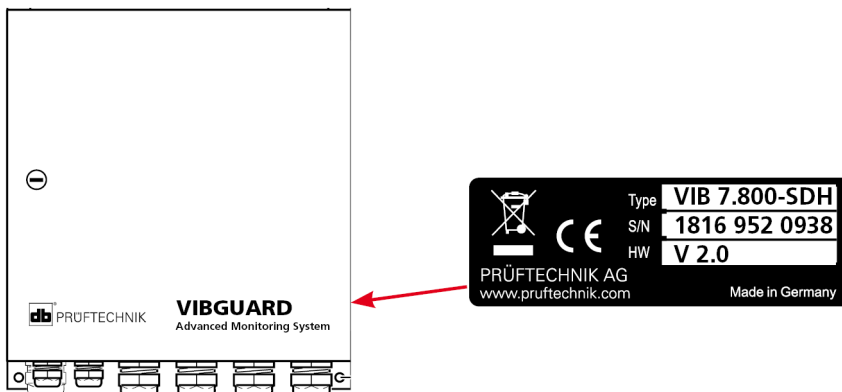 db PRÜFTECHNIK
VIBGUARD
Advanced Monitoring System
Type VIB 7.800-SDH
S/N 1816 952 0938
HW V 2.0
CE
PRÜFTECHNIK AG
www.pruftechnik.com
Made in Germany